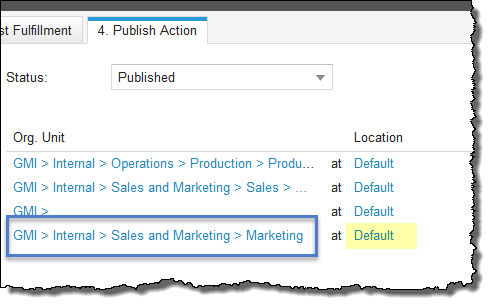 st Fulfillment 4. Publish Action
Status: Published
Org. Unit Location
GMI > Internal > Operations > Production > Produ... at Default
GMI > Internal > Sales and Marketing > Sales > ... at Default
GMI > at Default
GMI > Internal > Sales and Marketing > Marketing at Default